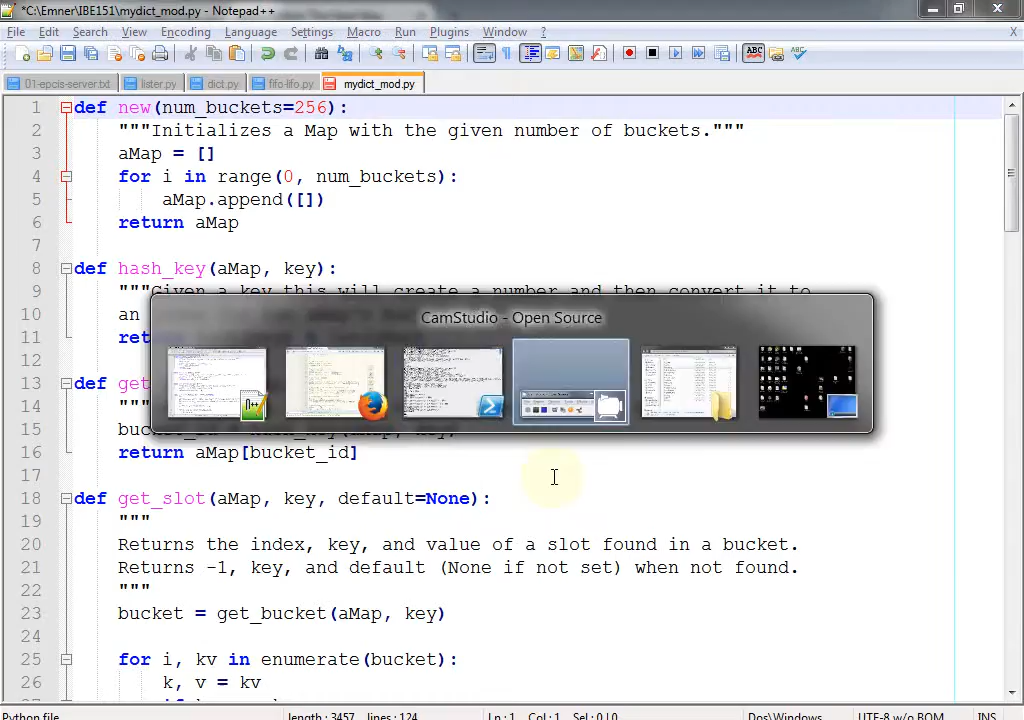 *C:\Emner\IBE151\mydict_mod.py - Notepad++
File Edit Search View Encoding Language Settings Macro Run Plugins Window ? X
01-epcis-server.txt lister.py dict.py fifo-lifo.py mydict_mod.py
1 def new(num_buckets=256):
2 """Initializes a Map with the given number of buckets."""
3 aMap = []
4 for i in range(0, num_buckets):
5 aMap.append([])
6 return aMap
7
8 def hash_key(aMap, key):
9 """Given a key this will create a number and then convert it to
10 an
11 ret
CamStudio - Open Source
12
13 def get
14 """
15 buc
16 return aMap[bucket_id]
17
18 def get_slot(aMap, key, default=None):
19 """
20 Returns the index, key, and value of a slot found in a bucket.
21 Returns -1, key, and default (None if not set) when not found.
22 """
23 bucket = get_bucket(aMap, key)
24
25 for i, kv in enumerate(bucket):
26 k, v = kv
Python file length : 3457 lines : 124 Ln : 1 Col : 1 Sel : 0 | 0 Dos\Windows UTF-8 w/o BOM INS